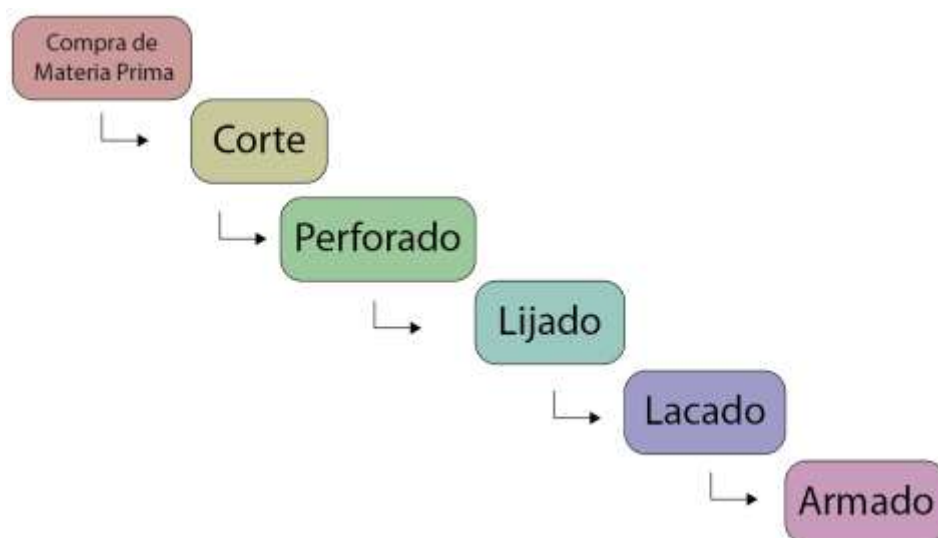 Compra de
Materia Prima
Corte
Perforado
Lijado
Lacado
Armado